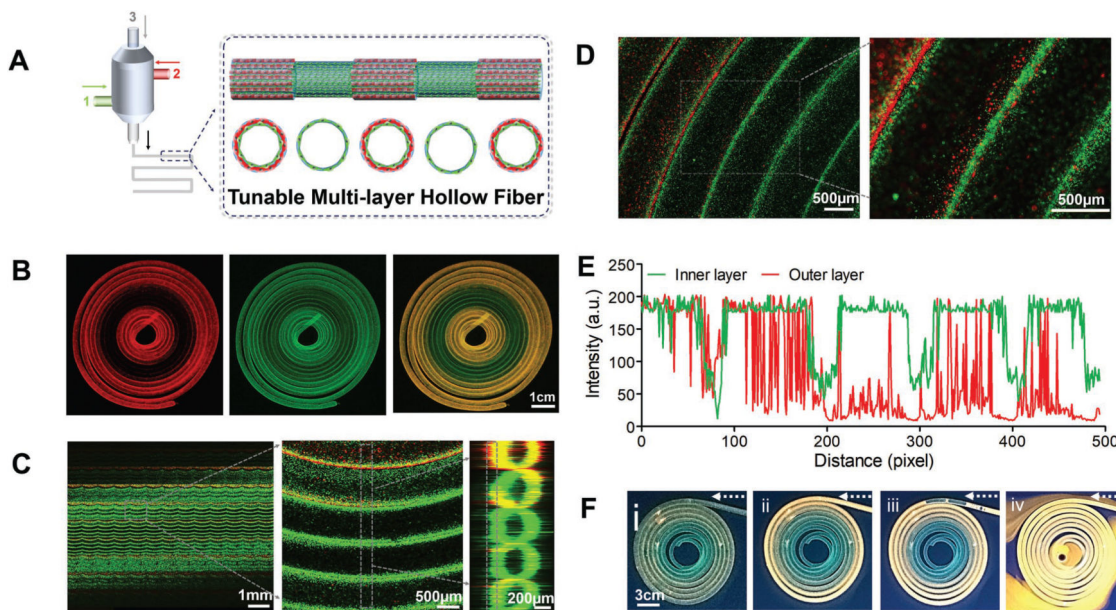 A
3
2
1
Tunable Multi-layer Hollow Fiber
B
1cm
C
1mm
500μm
200μm
D
500μm
500μm
E
Inner layer
Outer layer
Intensity (a.u.)
250
200
150
100
50
0
0 100 200 300 400 500
Distance (pixel)
F
i
ii
iii
iv
3cm